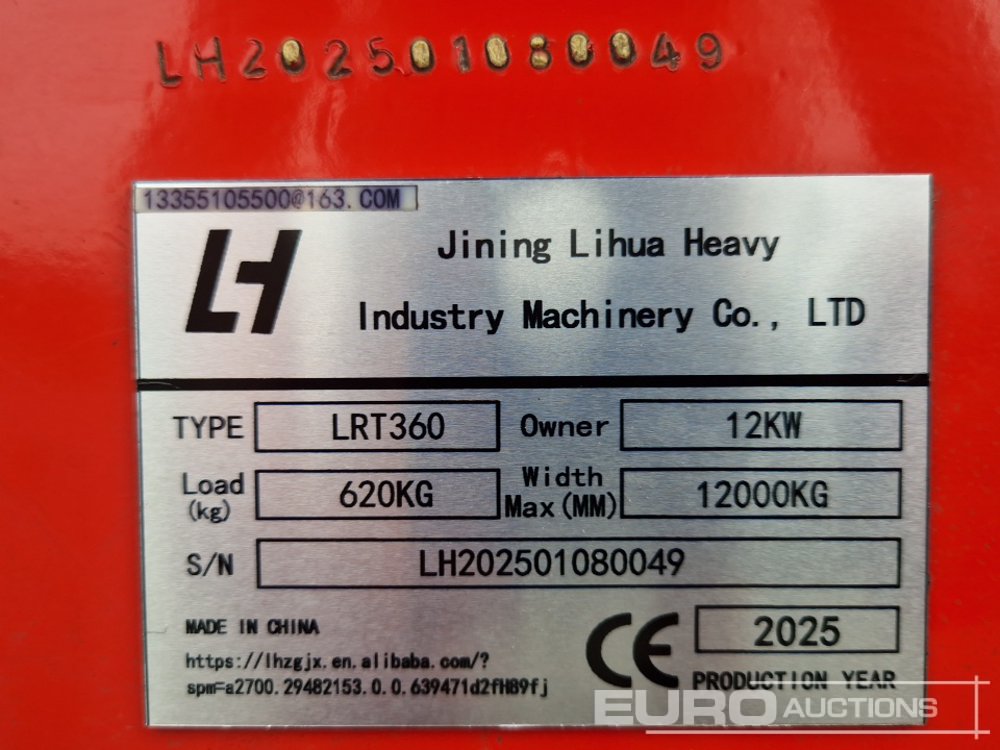 LH202501080049
13355105500@163.COM
LH
Jining Lihua Heavy
Industry Machinery Co., LTD
TYPE LRT360 Owner 12KW
Load (kg) 620KG Width Max(MM) 12000KG
S/N LH202501080049
MADE IN CHINA
https://lhzgjx.en.alibaba.com/?
spm=a2700.29482153.0.0.639471d2fH89fj
CE 2025
PRODUCTION YEAR
EURO AUCTIONS